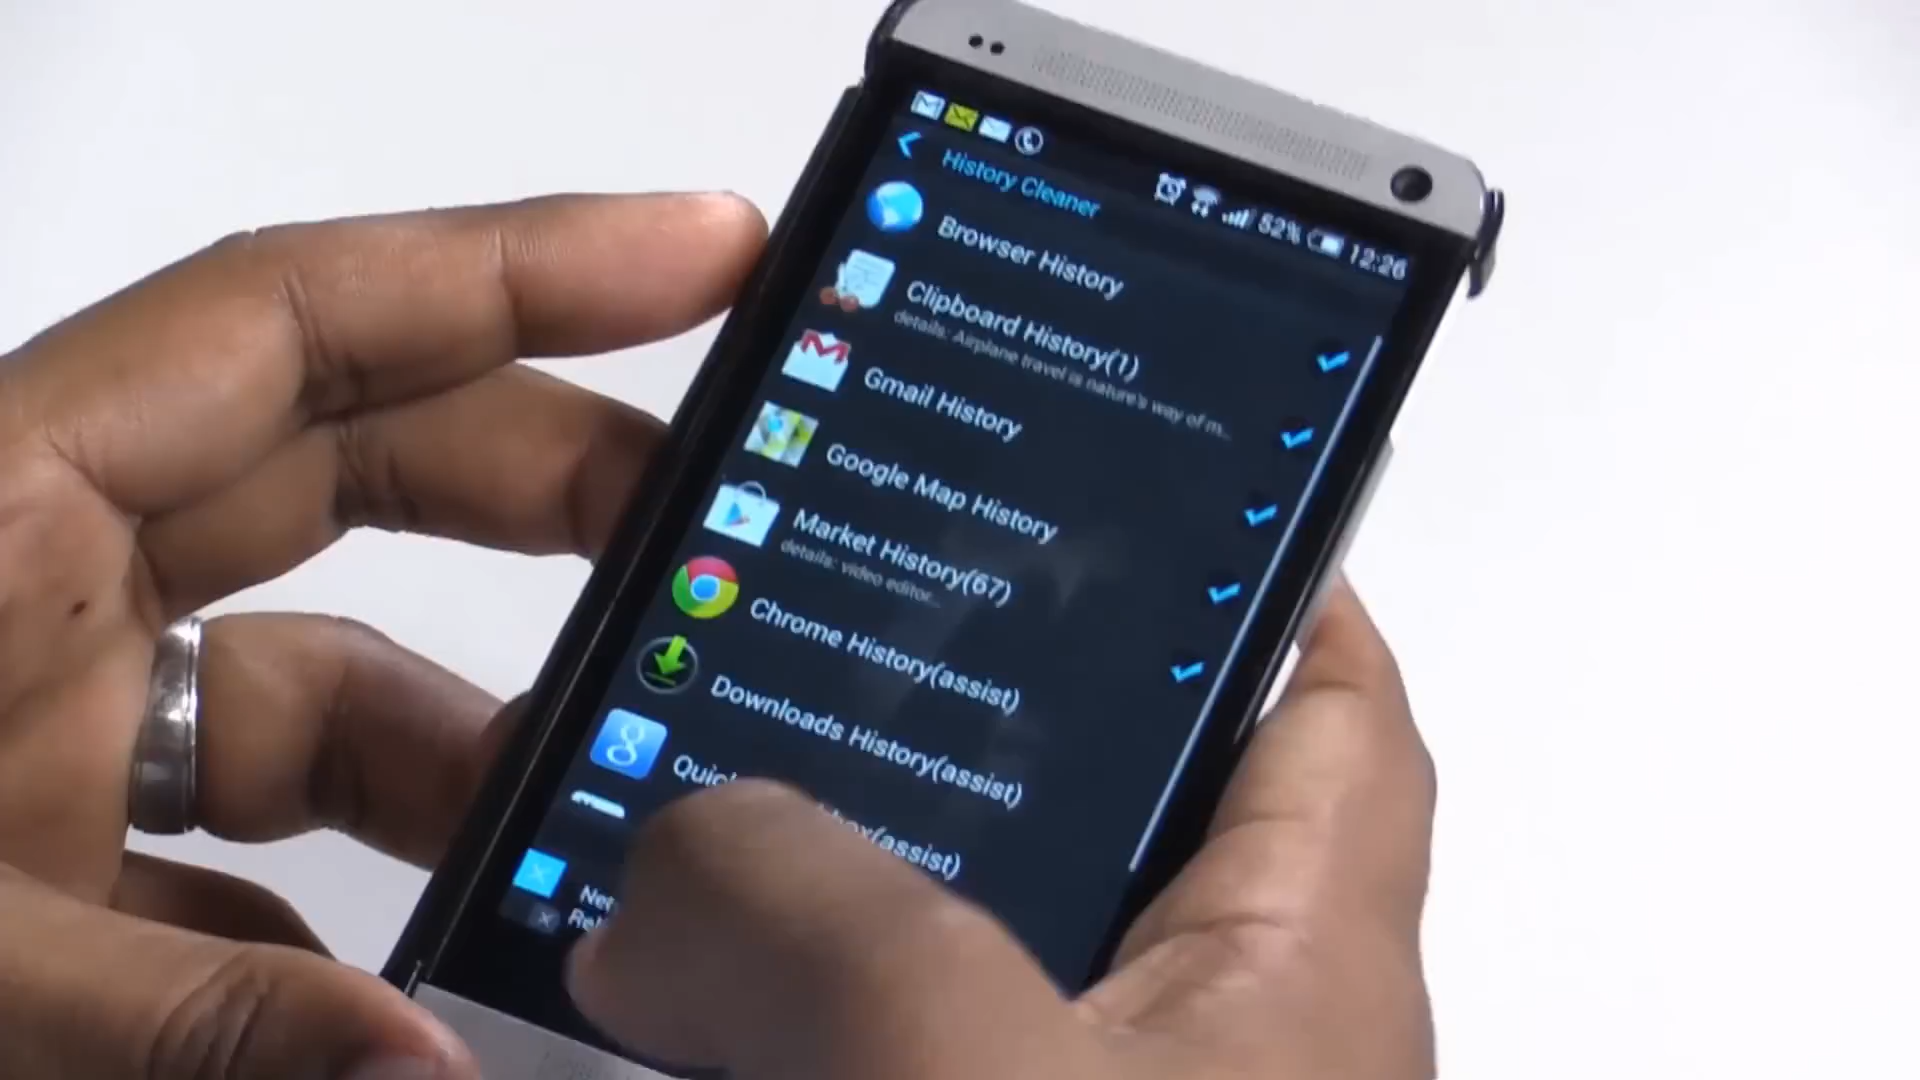 52% 12:26
History Cleaner
Browser History
Clipboard History(1)
details: Airplane travel is nature's way of m...
Gmail History
Google Map History
Market History(67)
details: video editor...
Chrome History(assist)
Downloads History(assist)
(assist)